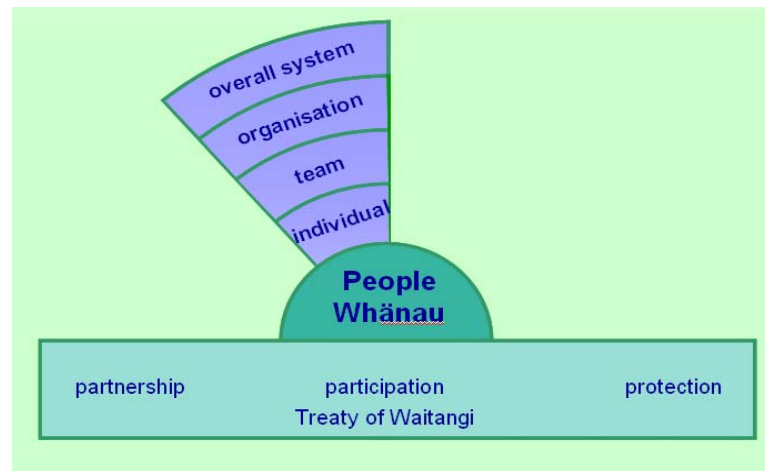 overall system
organisation
team
individual
People
Whänau
partnership participation protection
Treaty of Waitangi